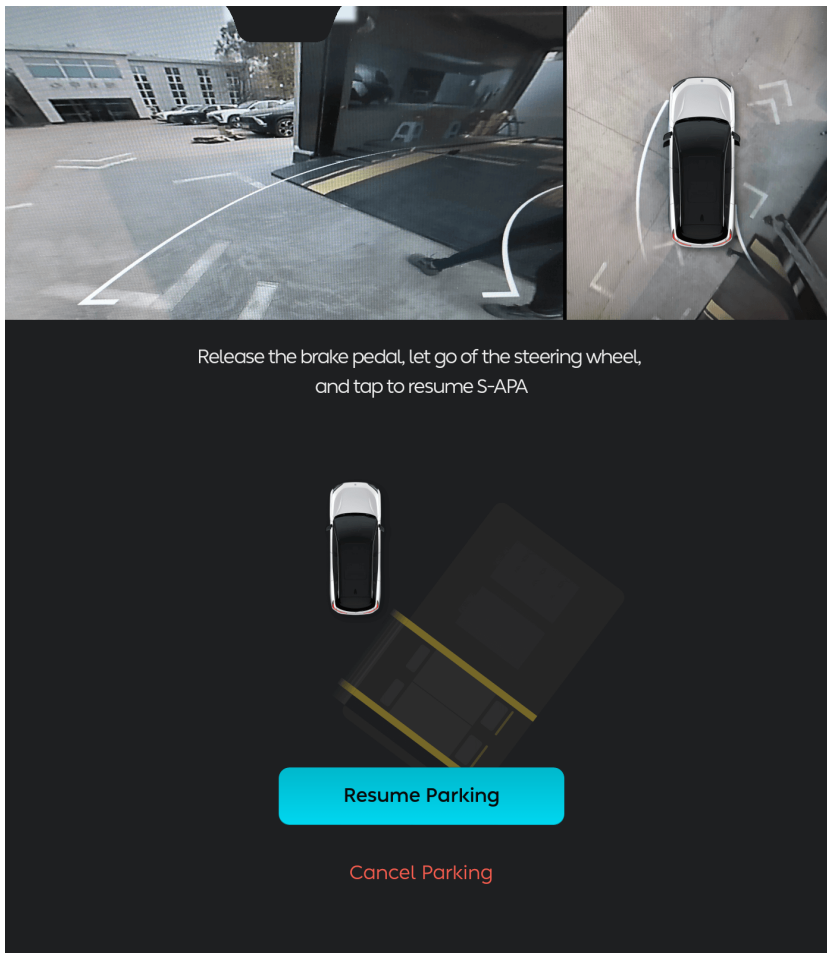 Release the brake pedal, let go of the steering wheel,
and tap to resume S-APA
Resume Parking
Cancel Parking